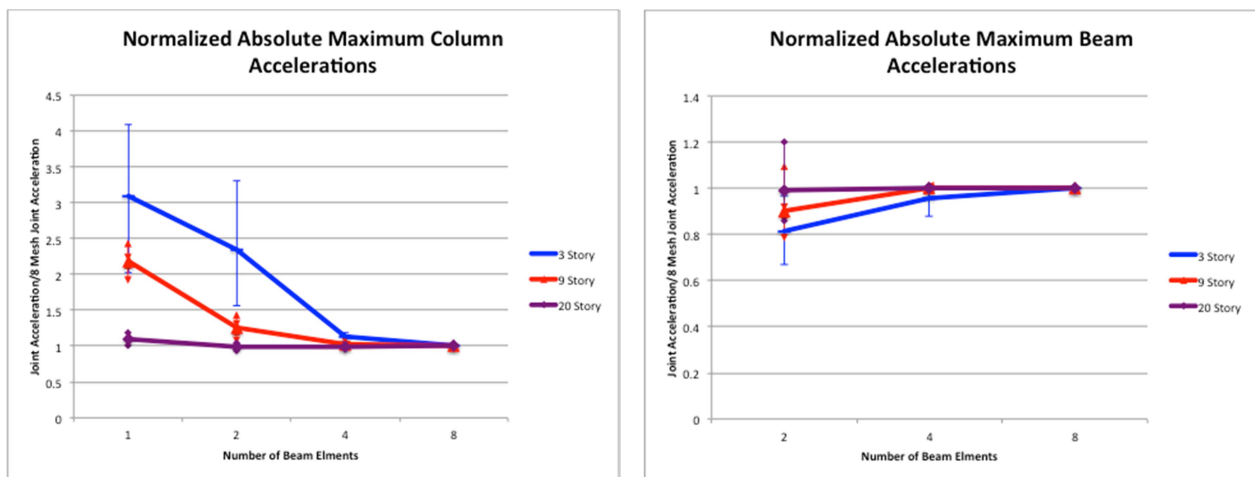 Normalized Absolute Maximum Column
Accelerations
Joint Acceleration/8 Mesh Joint Acceleration
4.5
4
3.5
3
2.5
2
1.5
1
0.5
0
1
2
4
8
Number of Beam Elments
3 Story
9 Story
20 Story
Normalized Absolute Maximum Beam
Accelerations
Joint Acceleration/8 Mesh Joint Acceleration
1.4
1.2
1
0.8
0.6
0.4
0.2
0
2
4
8
Number of Beam Elments
3 Story
9 Story
20 Story